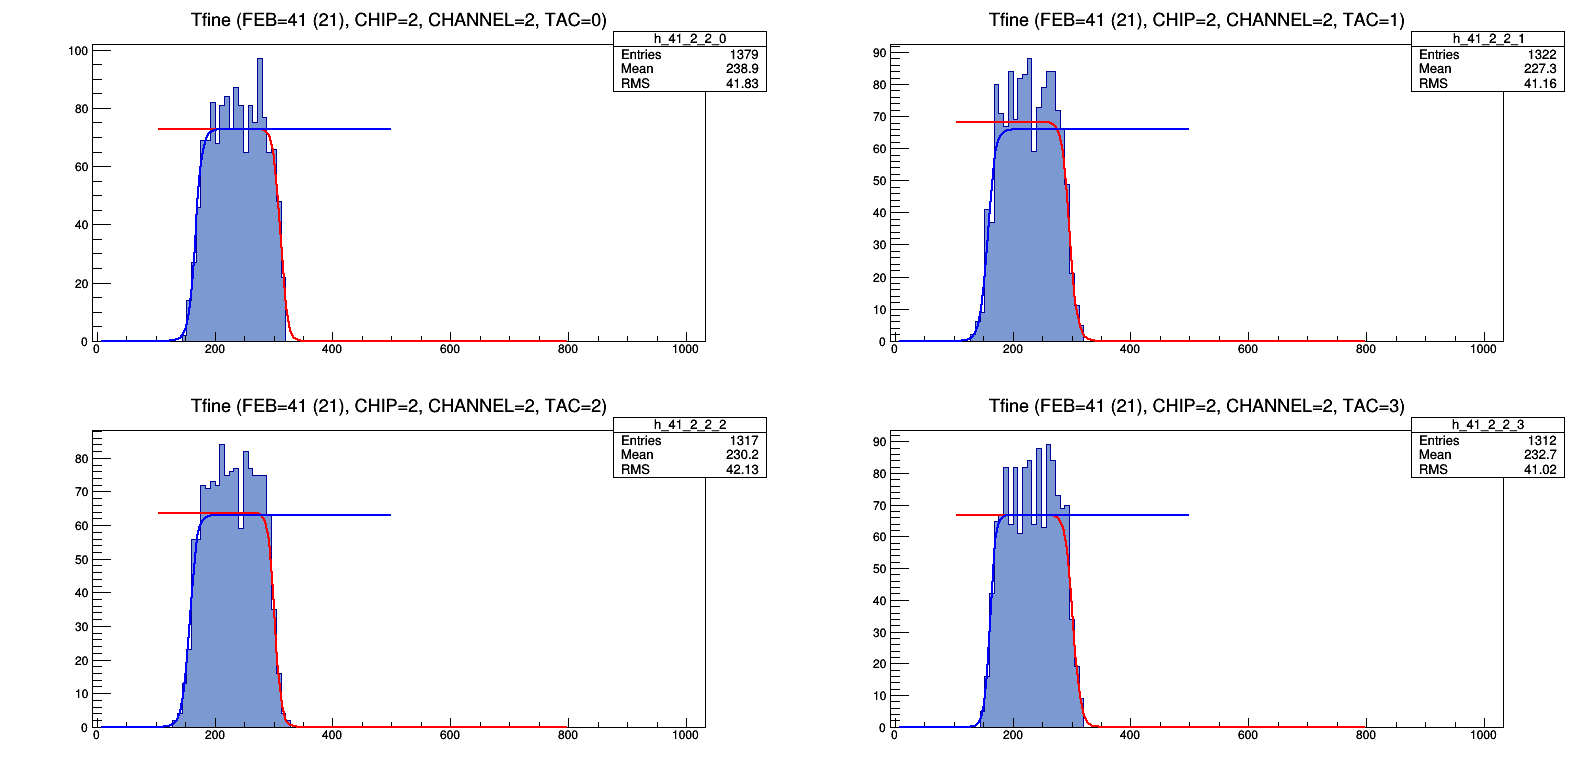 Tfine (FEB=41 (21), CHIP=2, CHANNEL=2, TAC=0)
h_41_2_2_0
Entries 1379
Mean 238.9
RMS 41.83
100
80
60
40
20
0
0 200 400 600 800 1000
Tfine (FEB=41 (21), CHIP=2, CHANNEL=2, TAC=1)
h_41_2_2_1
Entries 1322
Mean 227.3
RMS 41.16
90
80
70
60
50
40
30
20
10
0
0 200 400 600 800 1000
Tfine (FEB=41 (21), CHIP=2, CHANNEL=2, TAC=2)
h_41_2_2_2
Entries 1317
Mean 230.2
RMS 42.13
80
70
60
50
40
30
20
10
0
0 200 400 600 800 1000
Tfine (FEB=41 (21), CHIP=2, CHANNEL=2, TAC=3)
h_41_2_2_3
Entries 1312
Mean 232.7
RMS 41.02
90
80
70
60
50
40
30
20
10
0
0 200 400 600 800 1000